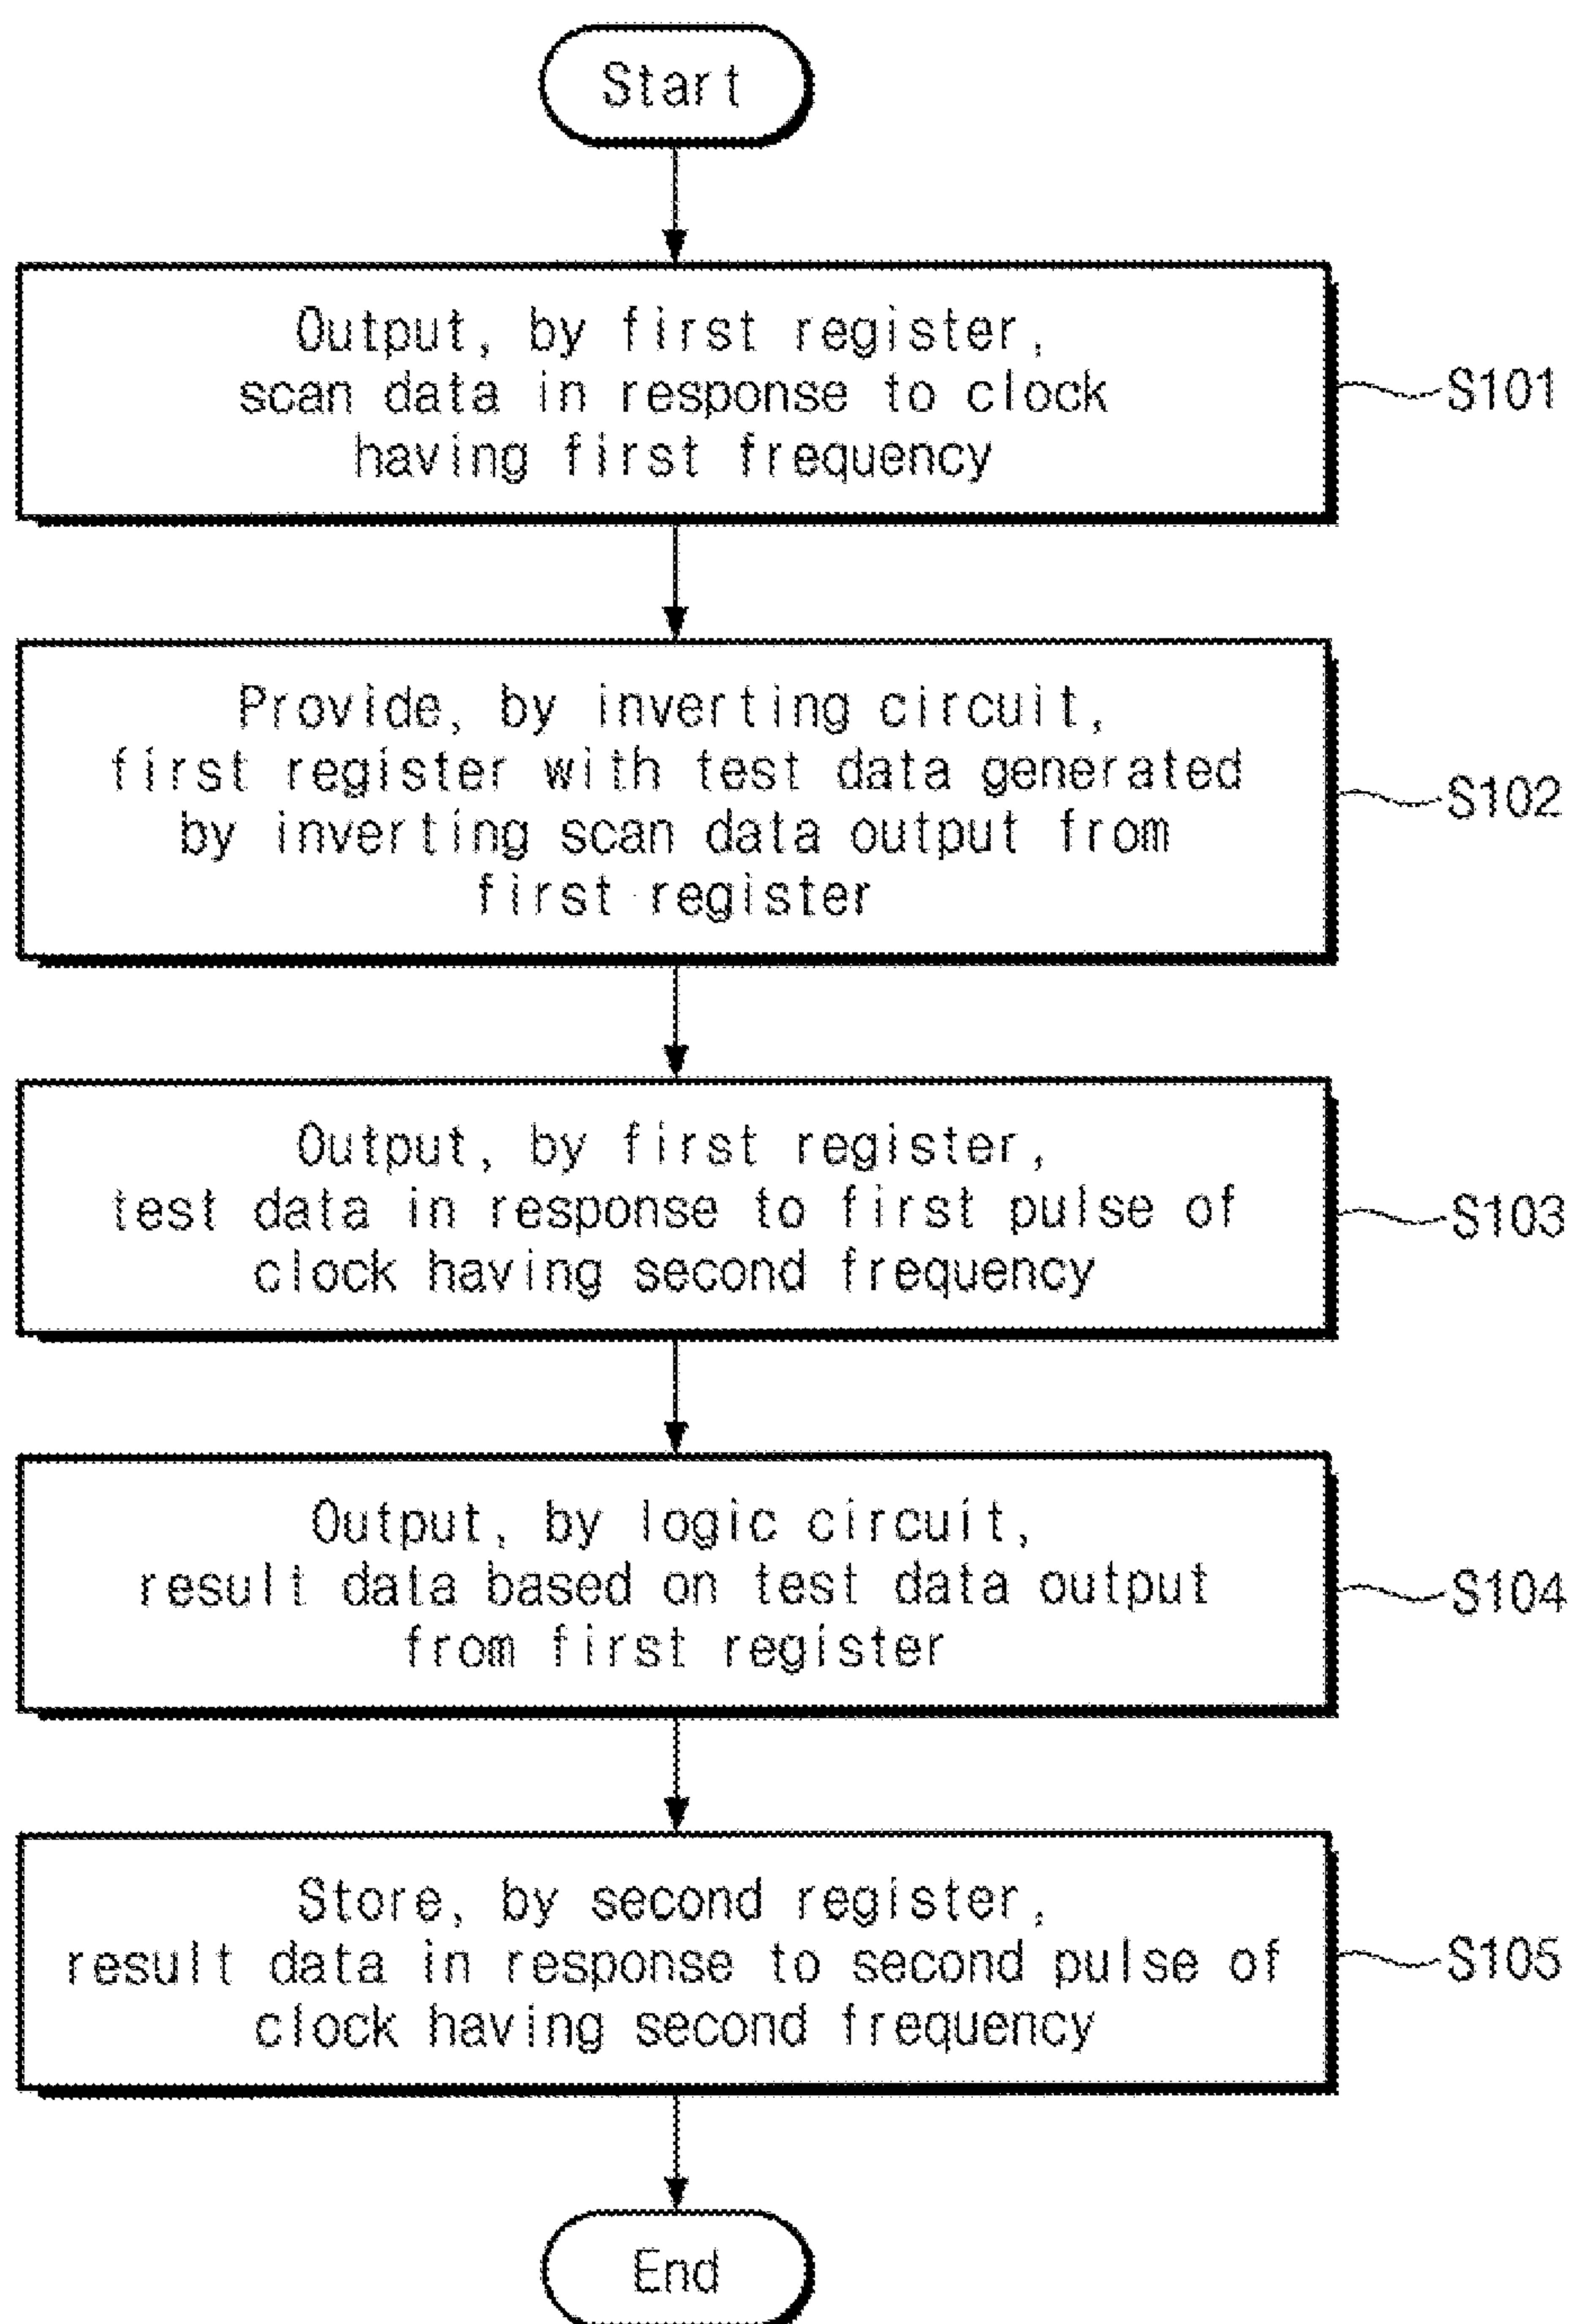 Start
Output, by first register,
scan data in response to clock
having first frequency
S101
Provide, by inverting circuit,
first register with test data generated
by inverting scan data output from
first register
S102
Output, by first register,
test data in response to first pulse of
clock having second frequency
S103
Output, by logic circuit,
result data based on test data output
from first register
S104
Store, by second register,
result data in response to second pulse of
clock having second frequency
S105
End